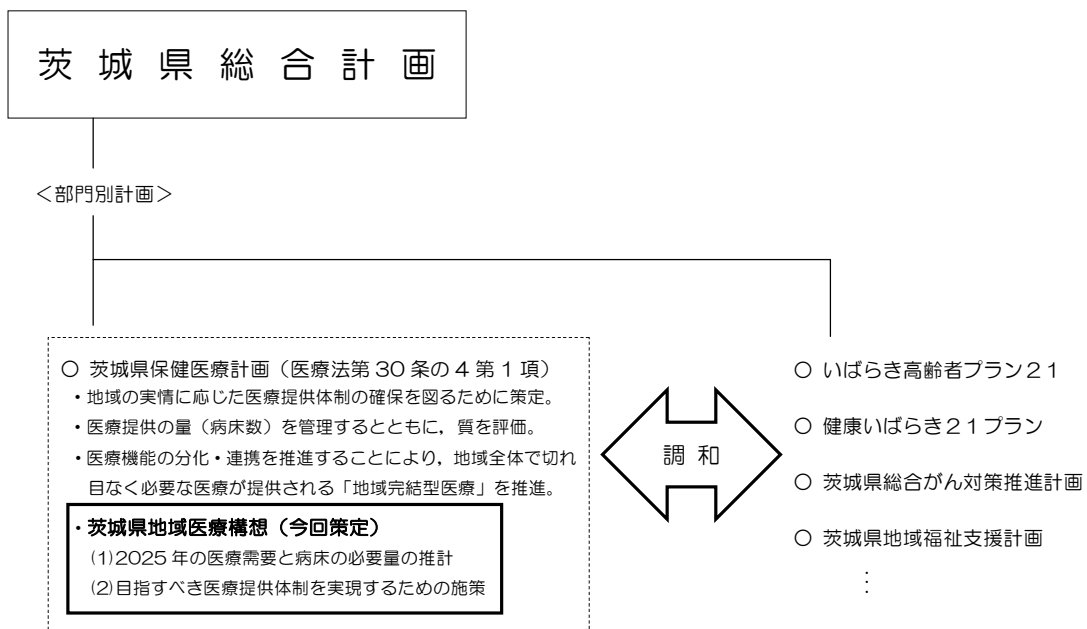 茨城県総合計画
＜部門別計画＞
○ 茨城県保健医療計画（医療法第30条の4第1項）
・地域の実情に応じた医療提供体制の確保を図るために策定。
・医療提供の量（病床数）を管理するとともに，質を評価。
・医療機能の分化・連携を推進することにより，地域全体で切れ
目なく必要な医療が提供される「地域完結型医療」を推進。
・茨城県地域医療構想（今回策定）
(1)2025年の医療需要と病床の必要量の推計
(2)目指すべき医療提供体制を実現するための施策
調和
○ いばらき高齢者プラン２１
○ 健康いばらき２１プラン
○ 茨城県総合がん対策推進計画
○ 茨城県地域福祉支援計画
：